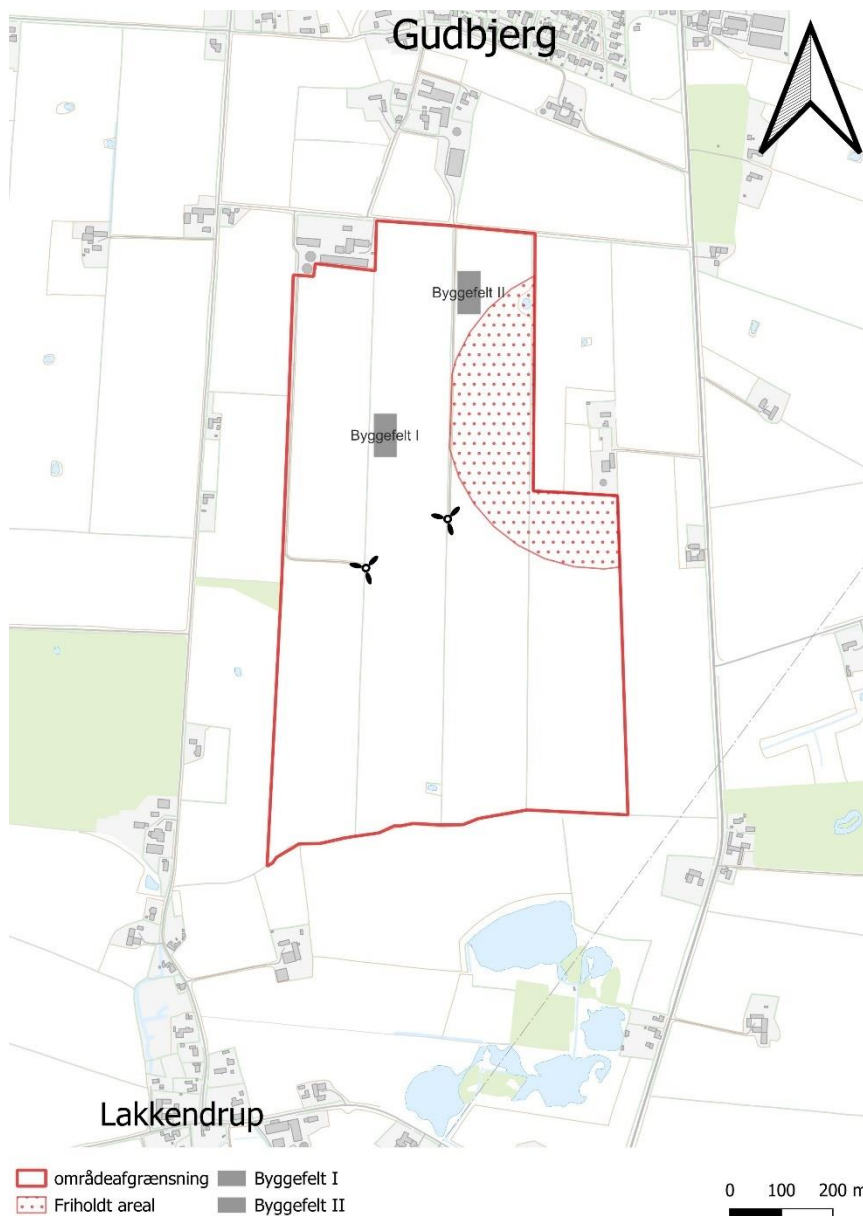 Gudbjerg
Byggefelt II
Byggefelt I
Lakkendrup
områdeafgrænsning
Byggefelt I
Friholdt areal
Byggefelt II
0 100 200 m